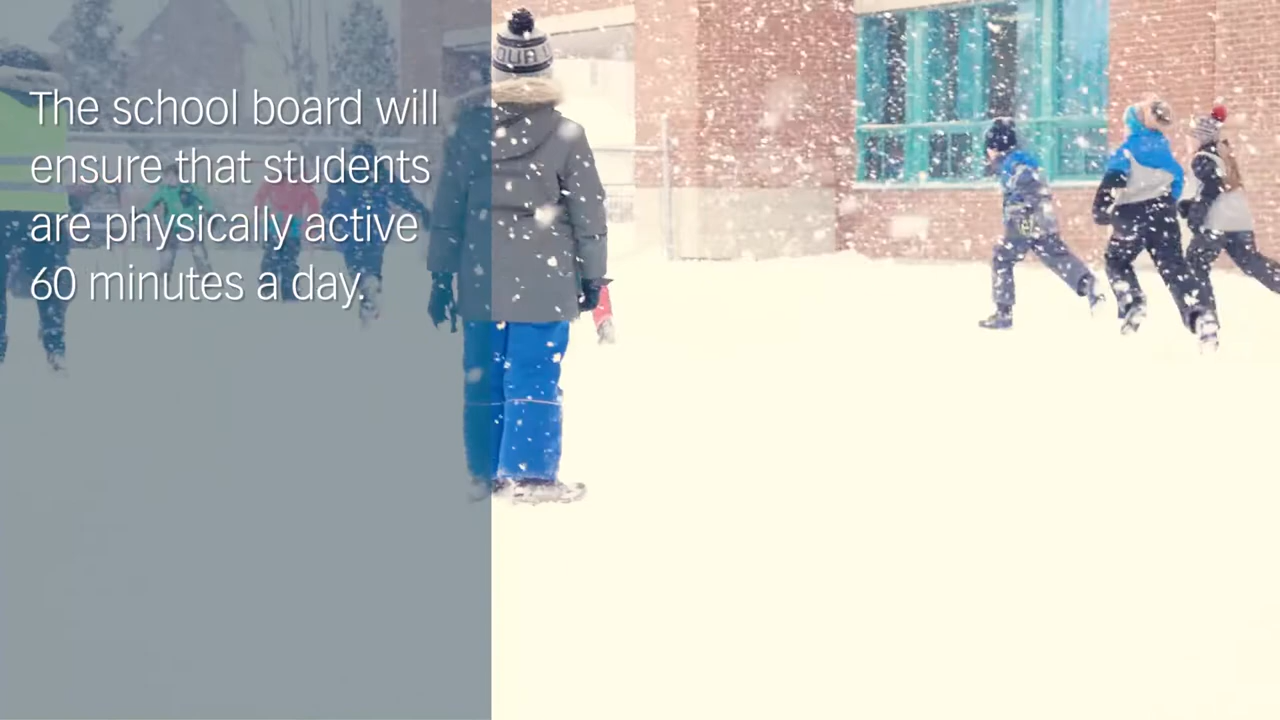 The school board will
ensure that students
are physically active
60 minutes a day.